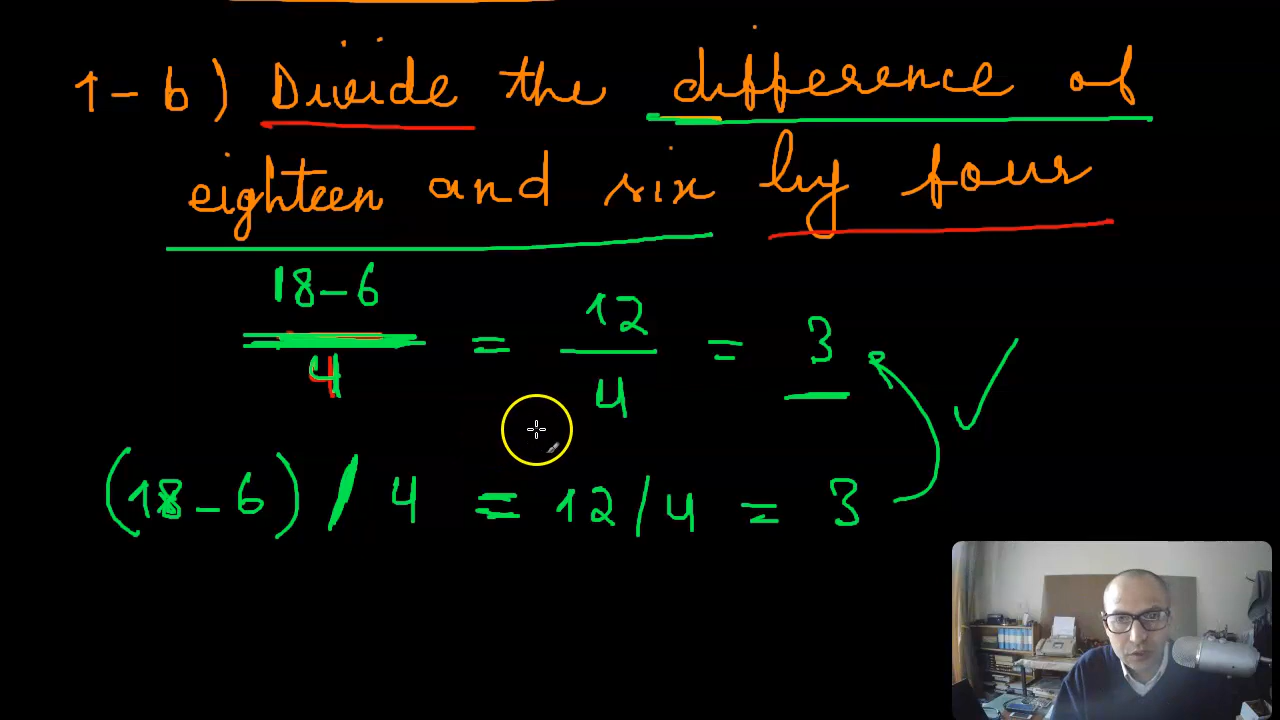 1-b) Divide the difference of
eighteen and six by four
18-6
4
=
12
4
= 3
(18-6) / 4 = 12/4 = 3